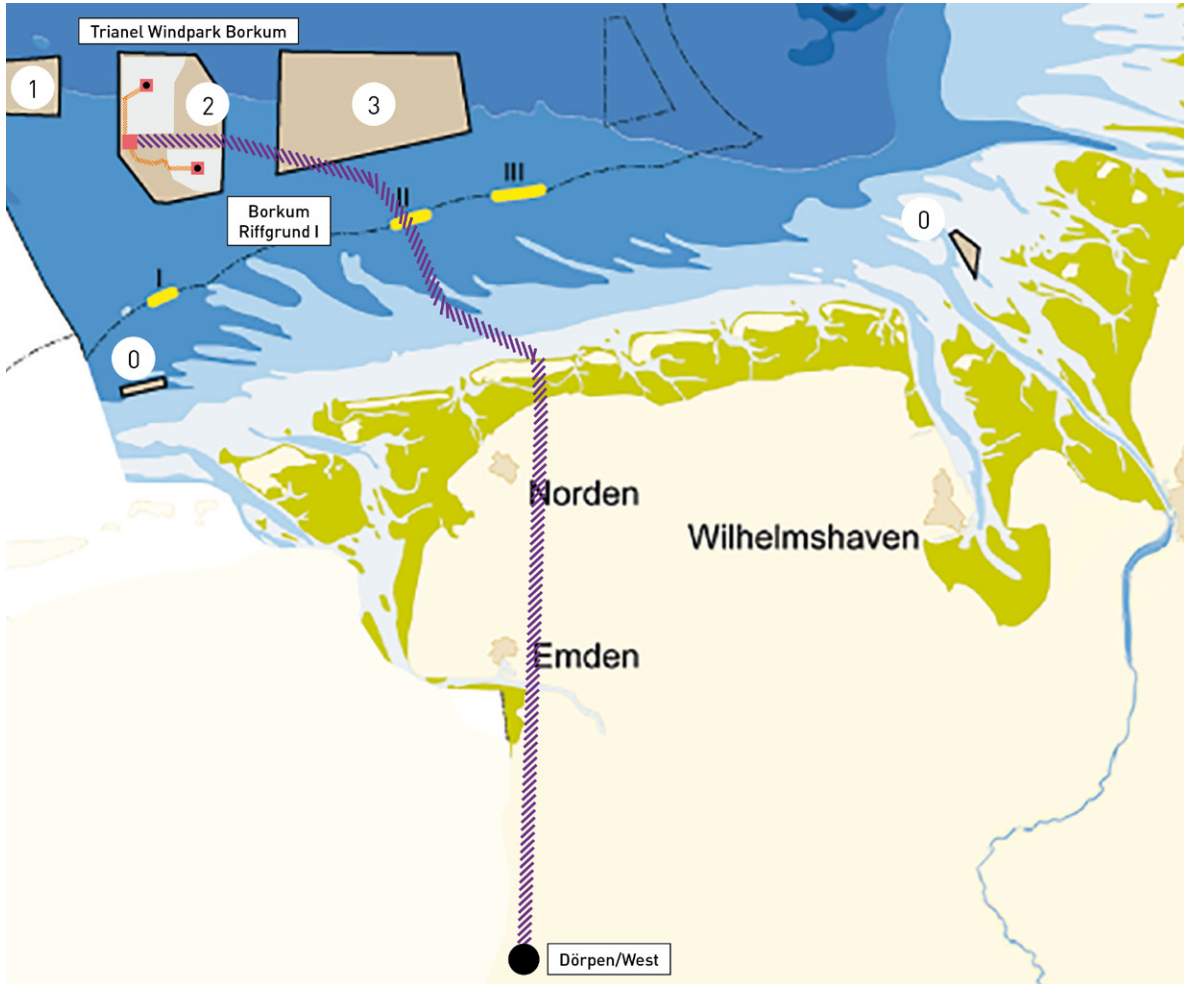 Trianel Windpark Borkum
1
2
3
III
II
Borkum
Riffgrund I
0
I
0
Norden
Wilhelmshaven
Emden
Dörpen/West